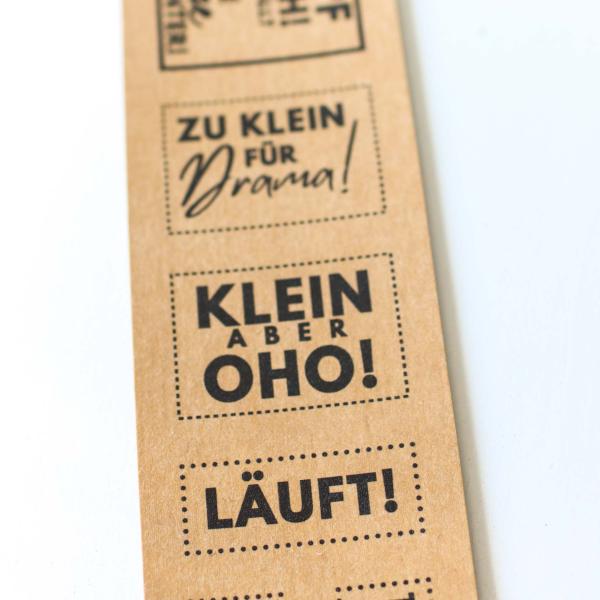 ZU KLEIN
FÜR
Drama!
KLEIN
ABER
OHO!
LÄUFT!